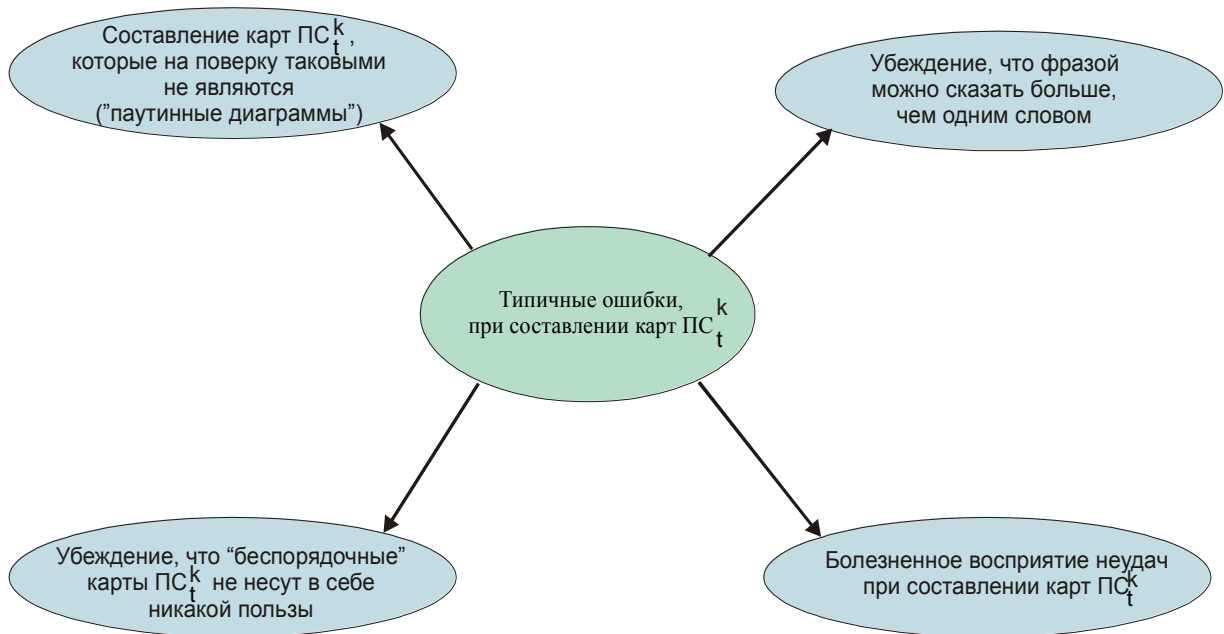 Составление карт ПС k t ,
которые на поверку таковыми
не являются
(”паутинные диаграммы”)
Убеждение, что фразой
можно сказать больше,
чем одним словом
Типичные ошибки,
при составлении карт ПС k t
Убеждение, что “беспорядочные”
карты ПС k t не несут в себе
никакой пользы
Болезненное восприятие неудач
при составлении карт ПС k t